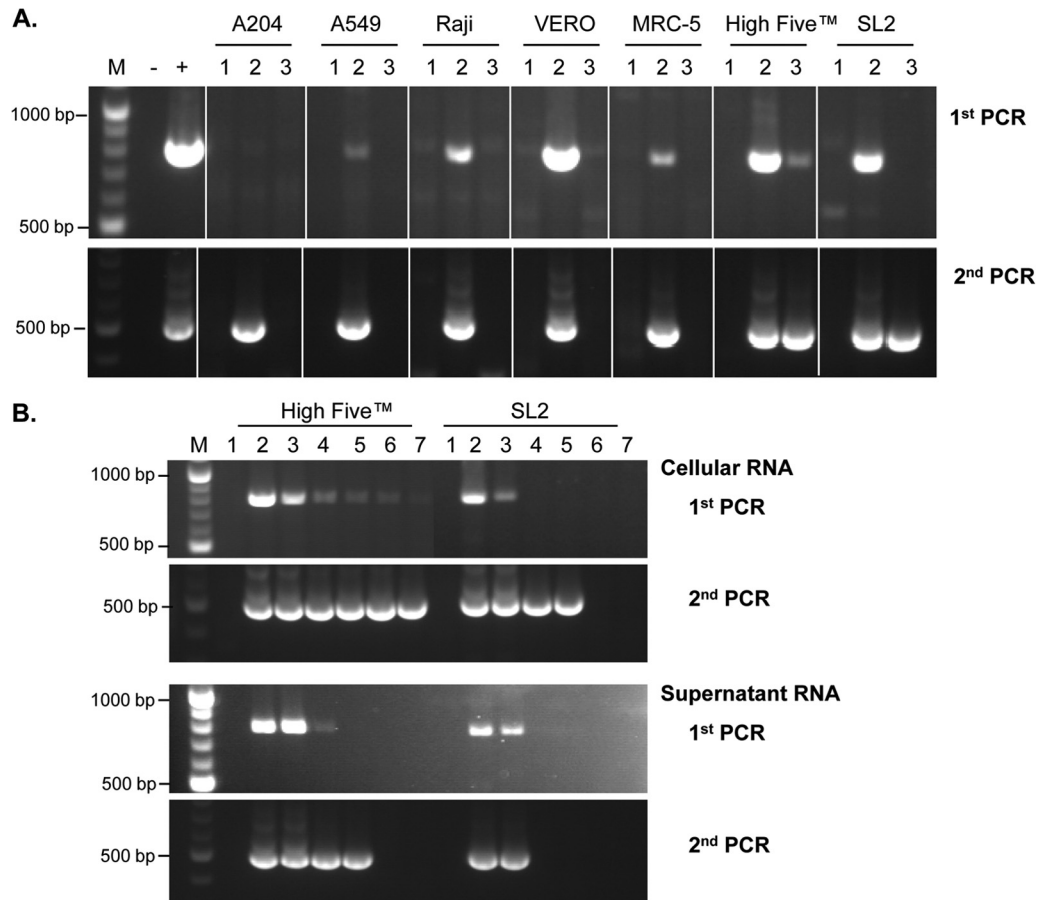 A.
A204 A549 Raji VERO MRC-5 High Five™ SL2
M - + 1 2 3 1 2 3 1 2 3 1 2 3 1 2 3 1 2 3 1 2 3
1000 bp
1st PCR
500 bp
2nd PCR
500 bp
B.
High Five™ SL2
M 1 2 3 4 5 6 7 1 2 3 4 5 6 7
Cellular RNA
1000 bp
1st PCR
500 bp
2nd PCR
500 bp
Supernatant RNA
1000 bp
1st PCR
500 bp
2nd PCR
500 bp